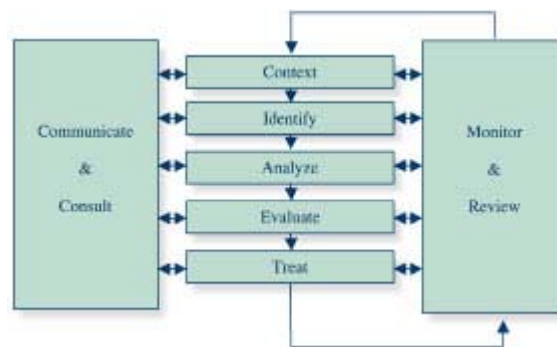 Communicate
&
Consult
Context
Identify
Analyze
Evaluate
Treat
Monitor
&
Review